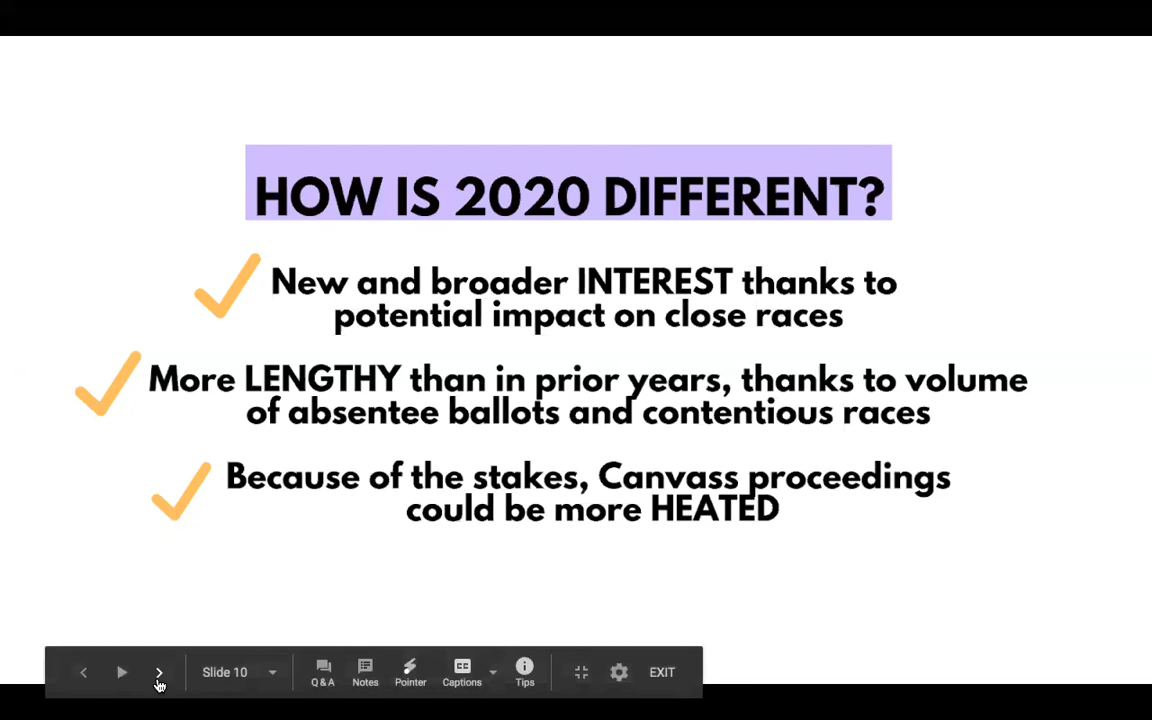 HOW IS 2020 DIFFERENT?
New and broader INTEREST thanks to
potential impact on close races
More LENGTHY than in prior years, thanks to volume
of absentee ballots and contentious races
Because of the stakes, Canvass proceedings
could be more HEATED
Slide 10
Q & A
Notes
Pointer
CC
Captions
Tips
EXIT